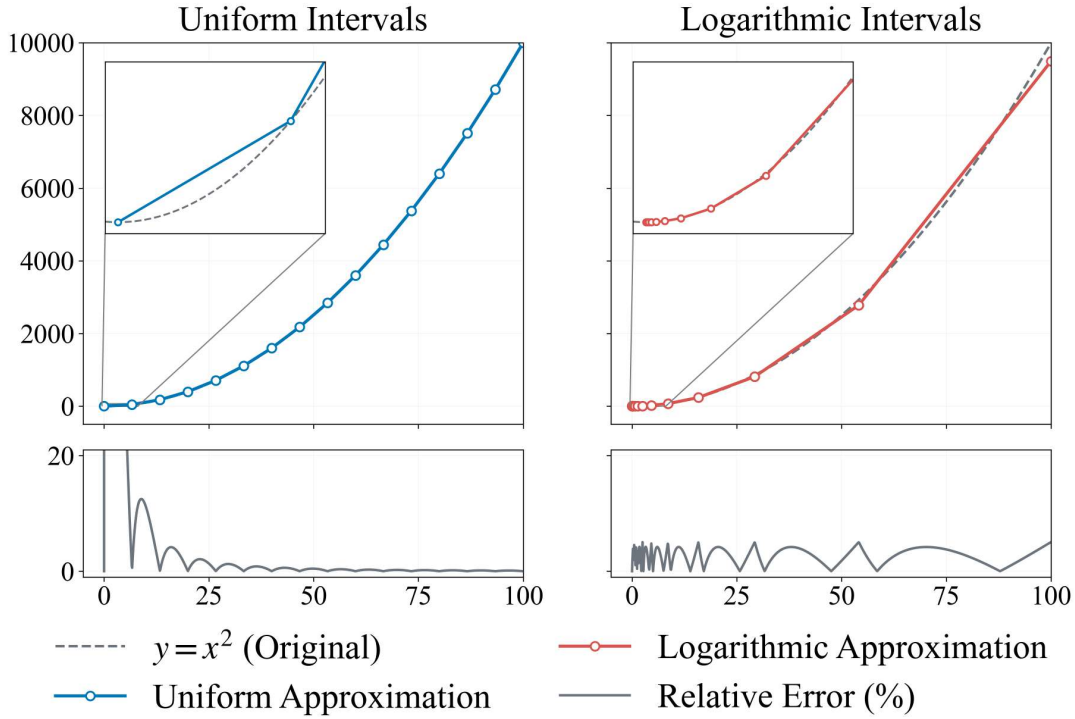 Uniform Intervals
Logarithmic Intervals
10000
8000
6000
4000
2000
0
20
0
0 25 50 75 100
0 25 50 75 100
y = x² (Original)
Logarithmic Approximation
Uniform Approximation
Relative Error (%)